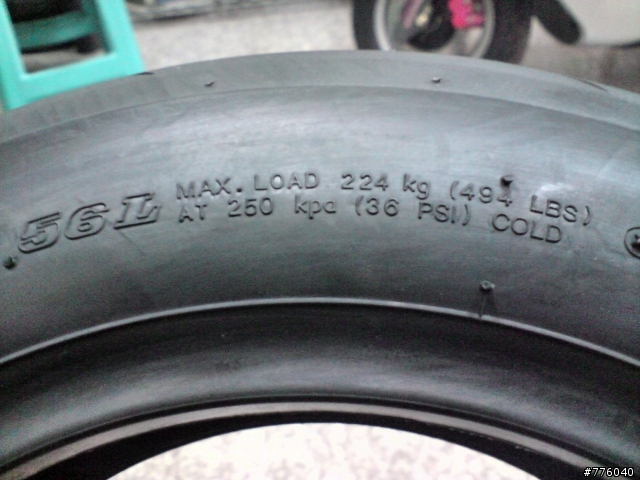 56L
MAX. LOAD 224 kg (494 LBS)
AT 250 kpa (36 PSI) COLD
#776040